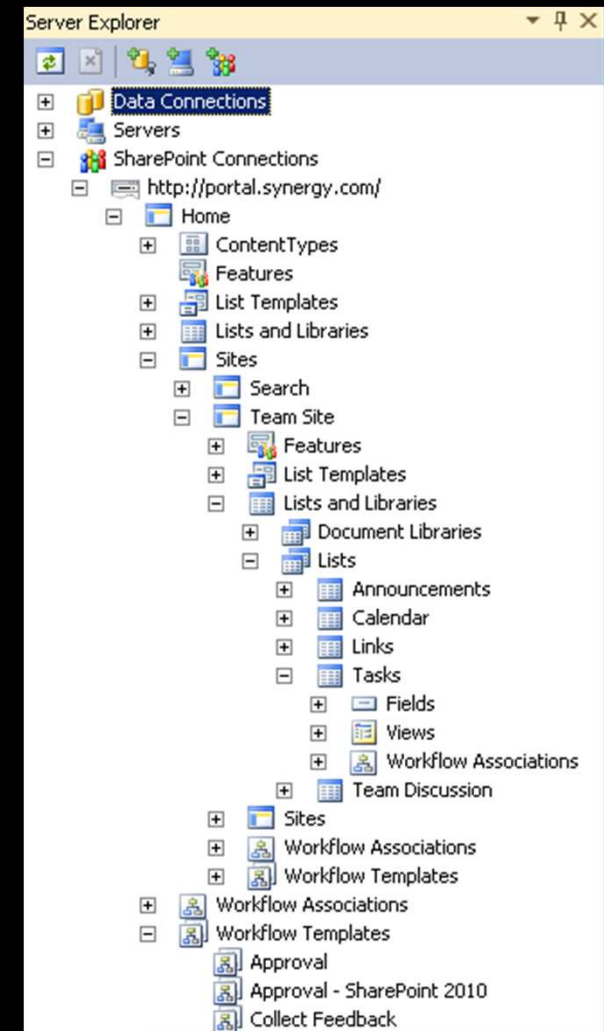 Server Explorer
Data Connections
Servers
SharePoint Connections
http://portal.synergy.com/
Home
ContentTypes
Features
List Templates
Lists and Libraries
Sites
Search
Team Site
Features
List Templates
Lists and Libraries
Document Libraries
Lists
Announcements
Calendar
Links
Tasks
Fields
Views
Workflow Associations
Team Discussion
Sites
Workflow Associations
Workflow Templates
Workflow Associations
Workflow Templates
Approval
Approval - SharePoint 2010
Collect Feedback